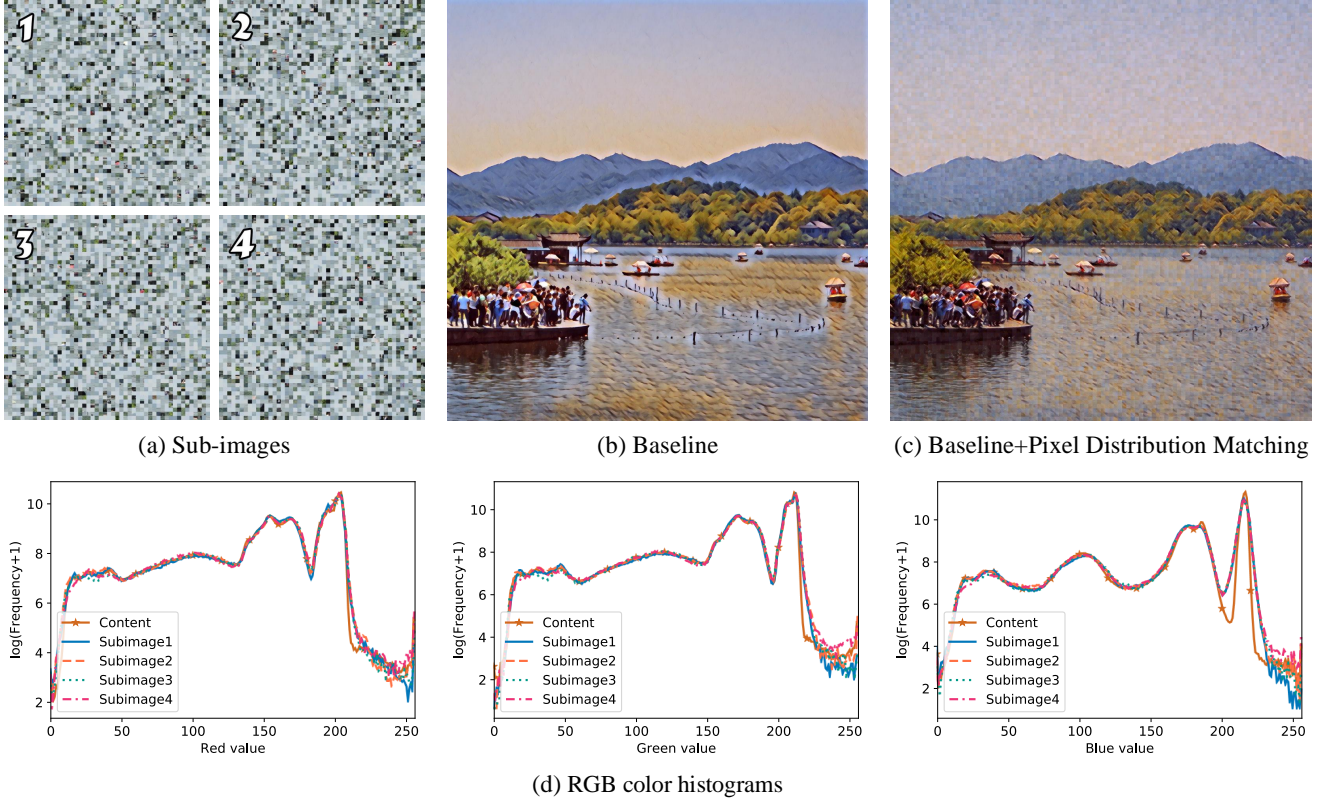 1
2
3
4
(a) Sub-images
(b) Baseline
(c) Baseline+Pixel Distribution Matching
log(Frequency+1)
10
8
6
4
2
Content
Subimage1
Subimage2
Subimage3
Subimage4
0 50 100 150 200 250
Red value
log(Frequency+1)
10
8
6
4
2
Content
Subimage1
Subimage2
Subimage3
Subimage4
0 50 100 150 200 250
Green value
log(Frequency+1)
10
8
6
4
2
Content
Subimage1
Subimage2
Subimage3
Subimage4
0 50 100 150 200 250
Blue value
(d) RGB color histograms